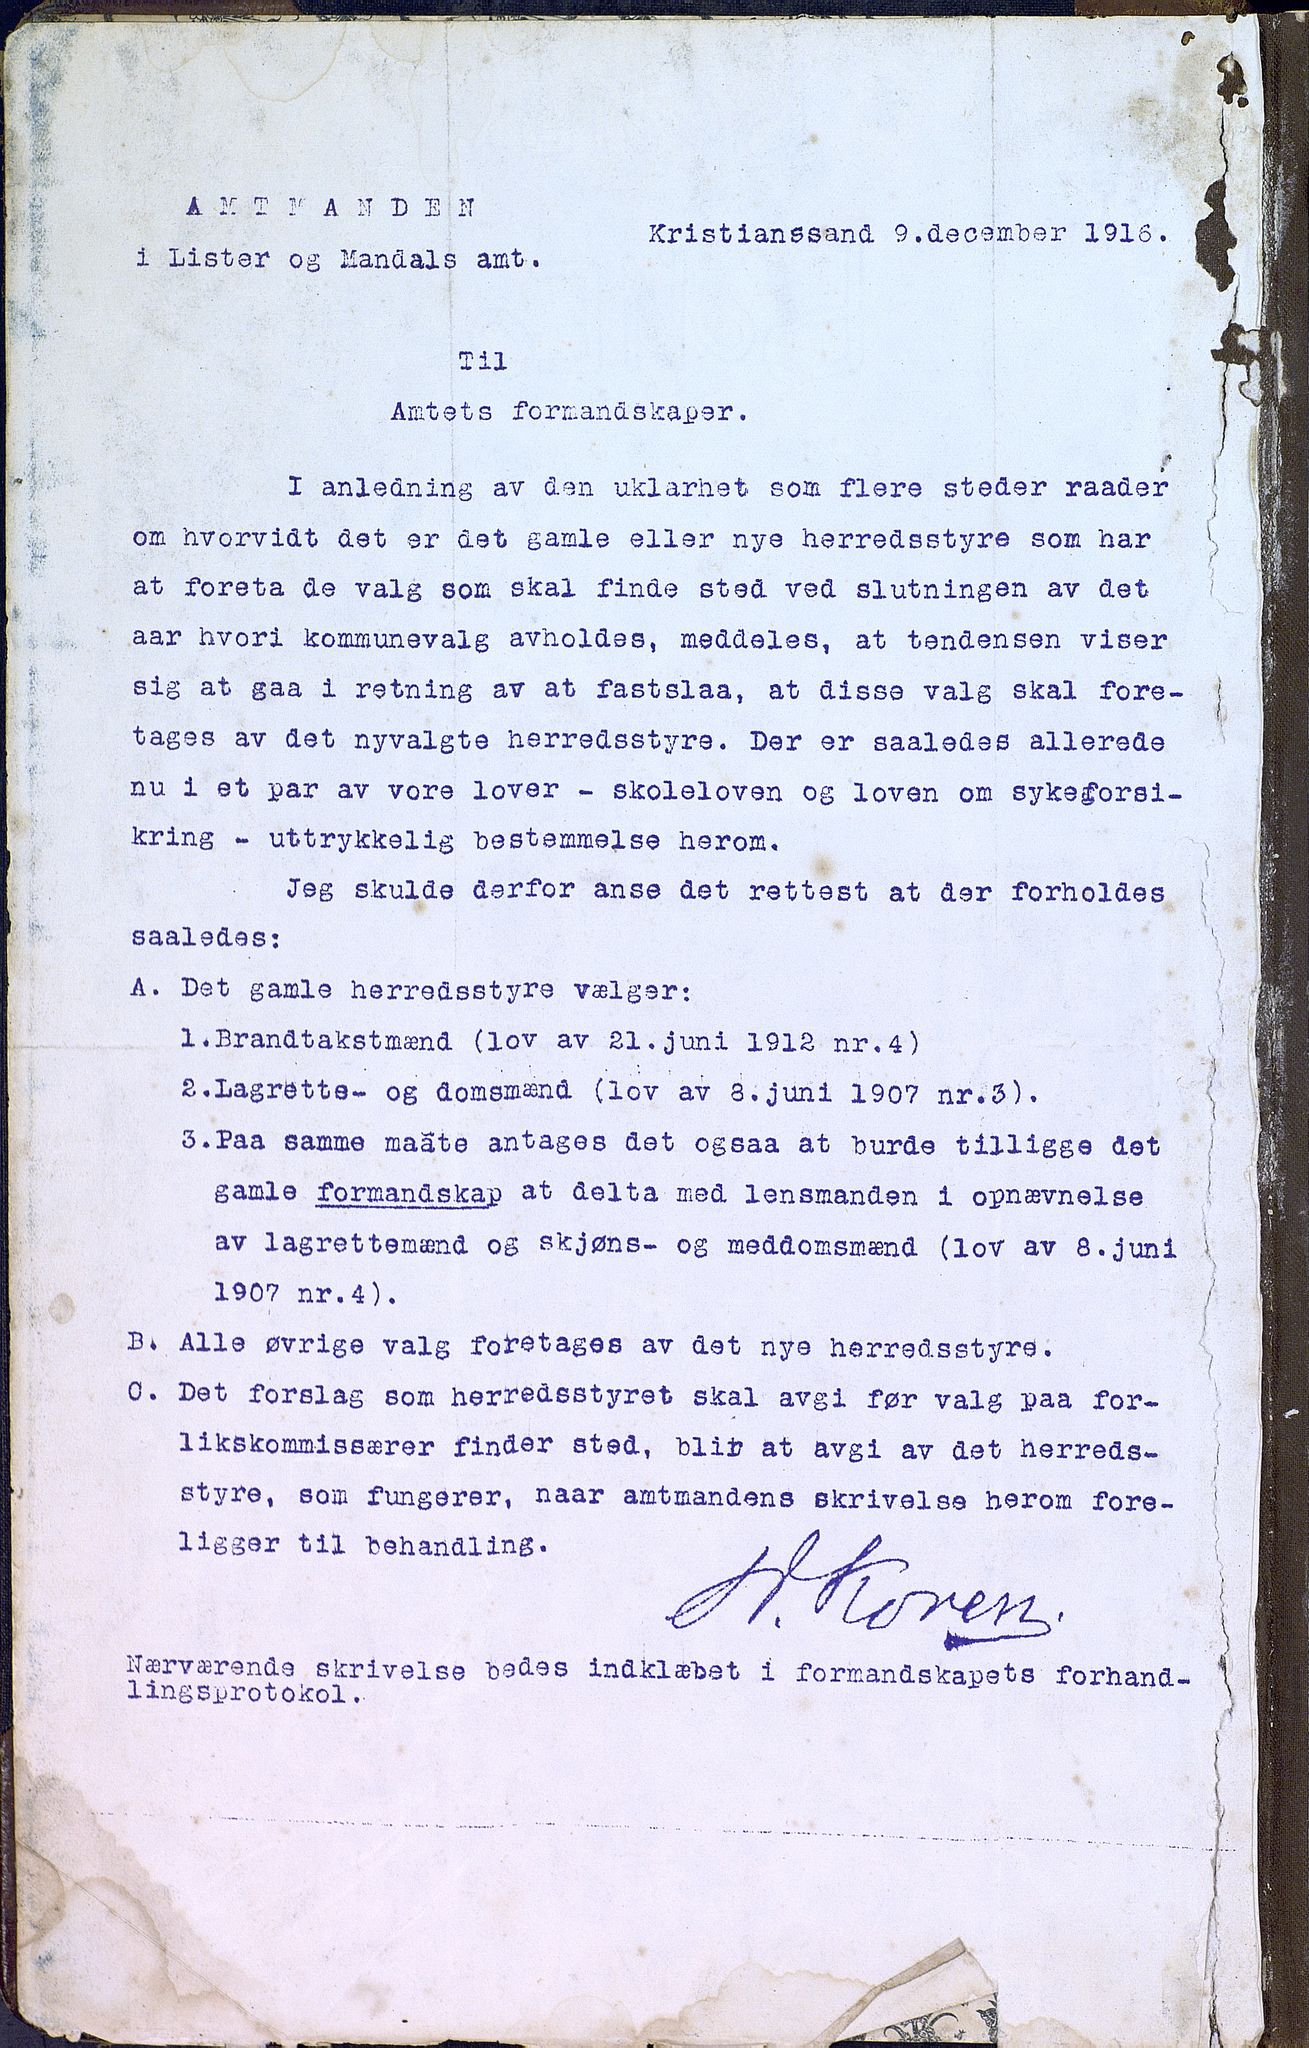 AMTMANDEN
i Lister og Mandals amt.
Kristianssand 9.december 1916.
Til
Amtets formandskaper.
I anledning av den uklarhet som flere steder raader
om hvorvidt det er det gamle eller nye herredsstyre som har
at foreta de valg som skal finde sted ved slutningen av det
aar hvori kommunevalg avholdes, meddeles, at tendensen viser
sig at gaa i retning av at fastslaa, at disse valg skal fore-
tages av det nyvalgte herredsstyre. Der er saaledes allerede
nu i et par av vore lover - skoleloven og loven om sykeforsi-
kring - uttrykkelig bestemmelse herom.
Jeg skulde derfor anse det rettest at der forholdes
saaledes:
A. Det gamle herredsstyre vælger:
1.Brandtakstmænd (lov av 21.juni 1912 nr.4)
2.Lagrette- og domsmænd (lov av 8.juni 1907 nr.3).
3.Paa samme maate antages det ogsaa at burde tilligge det
gamle formandskap at delta med lensmanden i opnævnelse
av lagrettemænd og skjøns- og meddomsmænd (lov av 8.juni
1907 nr.4).
B. Alle øvrige valg foretages av det nye herredsstyre.
C. Det forslag som herredsstyret skal avgi før valg paa for-
likskommissærer finder sted, blir at avgi av det herreds-
styre, som fungerer, naar amtmandens skrivelse herom fore-
ligger til behandling.
D. Koren.
Nærværende skrivelse bedes indklæbet i formandskapets forhand-
lingsprotokol.